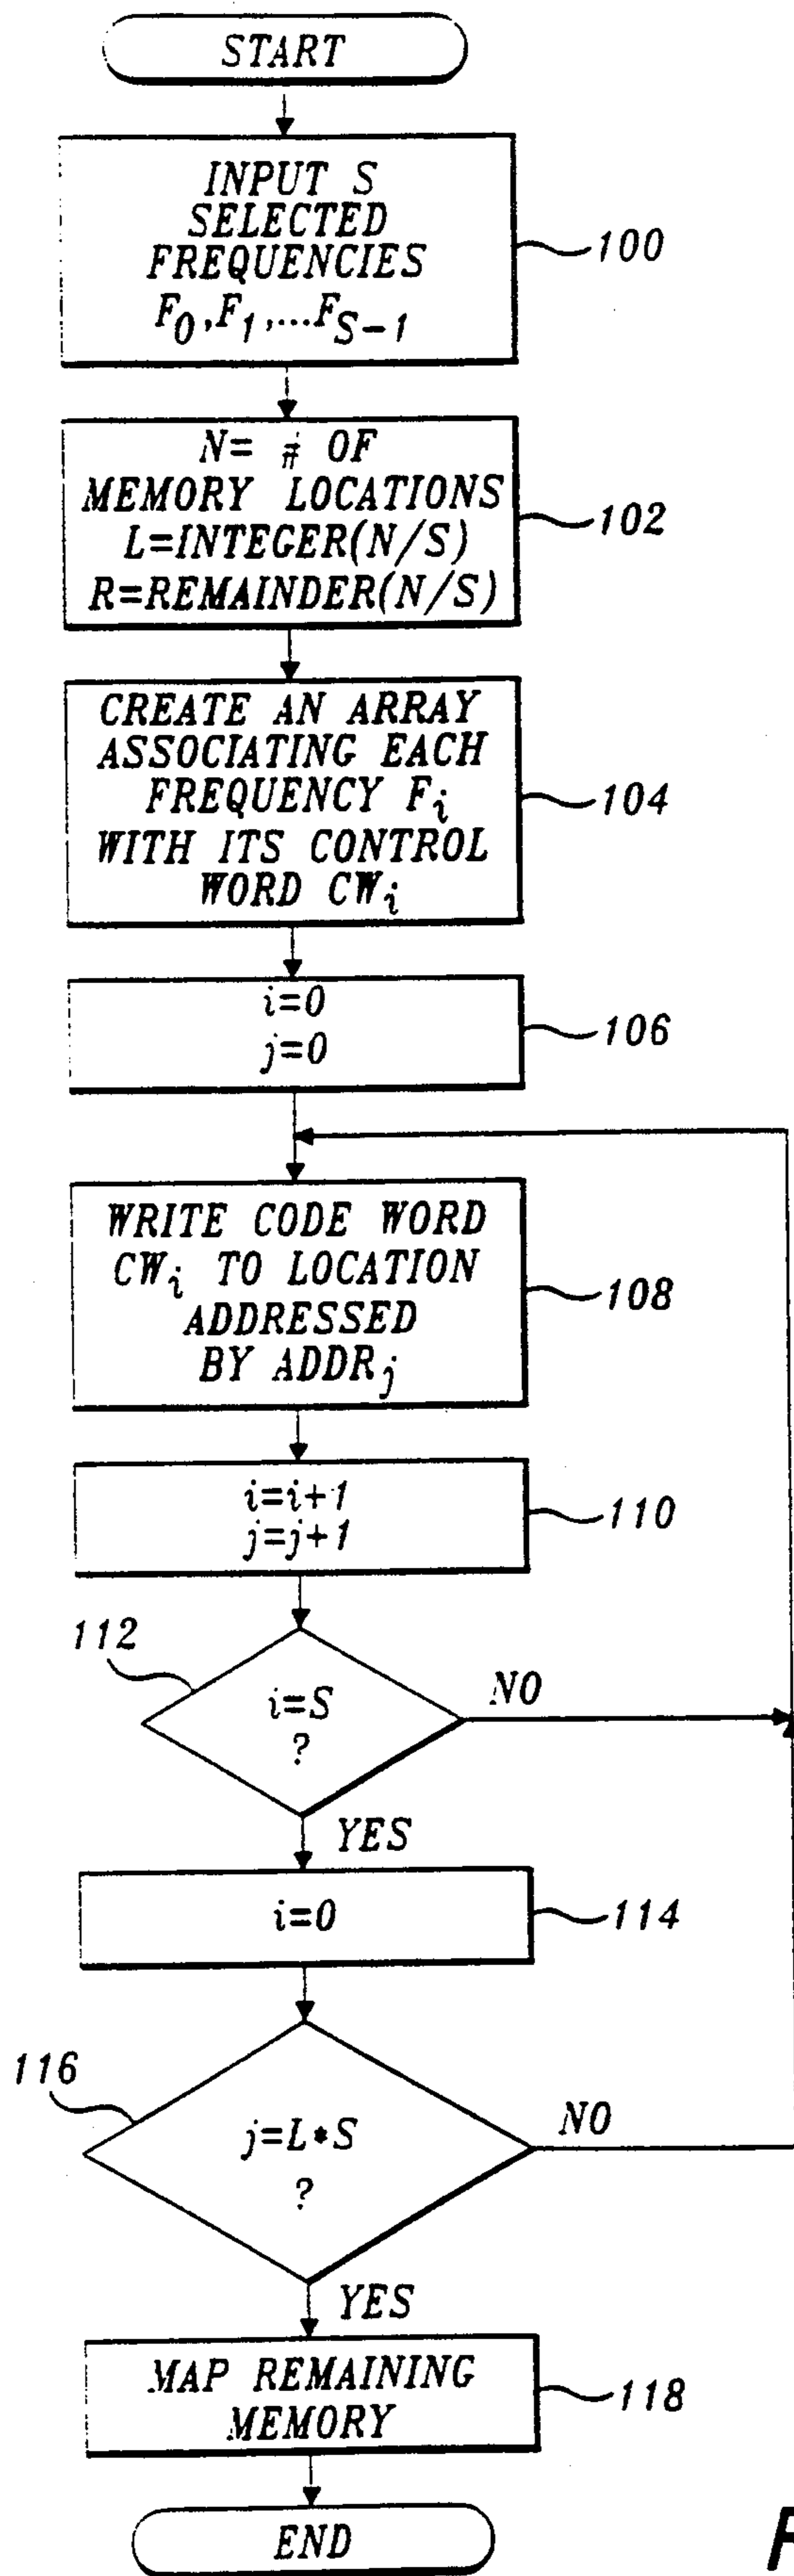 START
INPUT S
SELECTED
FREQUENCIES
F0,F1,...FS-1
100
N= # OF
MEMORY LOCATIONS
L=INTEGER(N/S)
R=REMAINDER(N/S)
102
CREATE AN ARRAY
ASSOCIATING EACH
FREQUENCY Fi
WITH ITS CONTROL
WORD CWi
104
i=0
j=0
106
WRITE CODE WORD
CWi TO LOCATION
ADDRESSED
BY ADDRj
108
i=i+1
j=j+1
110
112
i=S
?
NO
YES
i=0
114
116
j=L*S
?
NO
YES
MAP REMAINING
MEMORY
118
END